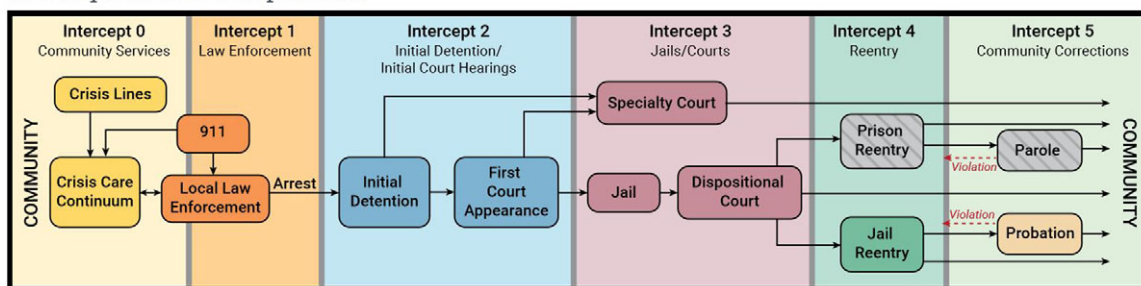 Intercept 0
Community Services
Intercept 1
Law Enforcement
Intercept 2
Initial Detention/
Initial Court Hearings
Intercept 3
Jails/Courts
Intercept 4
Reentry
Intercept 5
Community Corrections
COMMUNITY
Crisis Lines
911
Crisis Care
Continuum
Local Law
Enforcement
Arrest
Initial
Detention
First
Court
Appearance
Specialty Court
Jail
Dispositional
Court
Prison
Reentry
Parole
Violation
Jail
Reentry
Violation
Probation
COMMUNITY